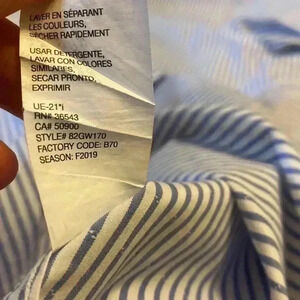 LAVER EN SÉPARANT
LES COULEURS,
SÉCHER RAPIDEMENT
USAR DETERGENTE,
LAVAR CON COLORES
SIMILARES,
SECAR PRONTO,
EXPRIMIR
UE-21*i
RN# 36543
CA# 50900
STYLE# 82GW170
FACTORY CODE: B70
SEASON: F2019